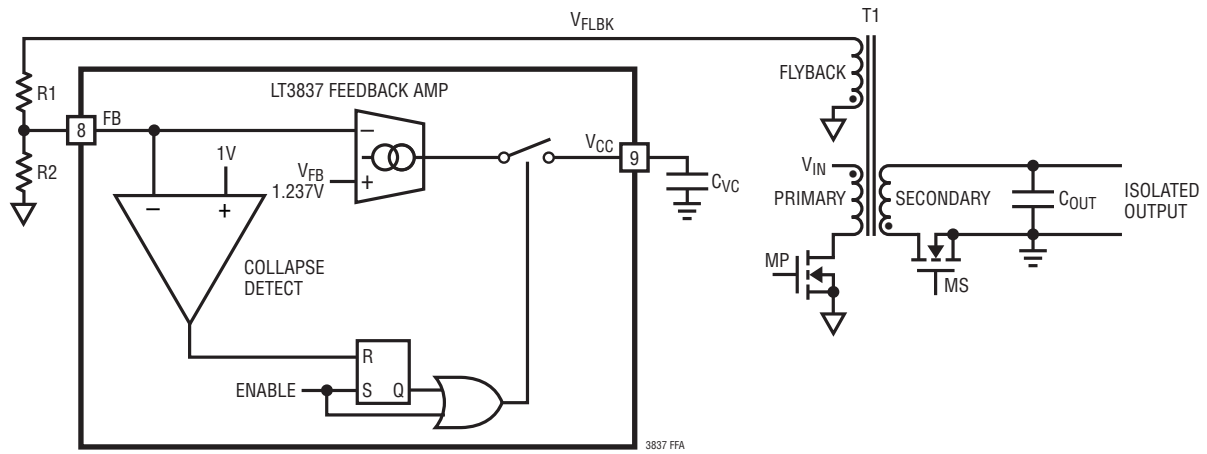 VFLBK
T1
R1
LT3837 FEEDBACK AMP
FLYBACK
8
FB
1V
–
VCC
9
VFB
1.237V
+
R2
VIN
CVC
PRIMARY
SECONDARY
COUT
ISOLATED
OUTPUT
– +
COLLAPSE
DETECT
MP
MS
R
ENABLE
S Q
3837 FFA